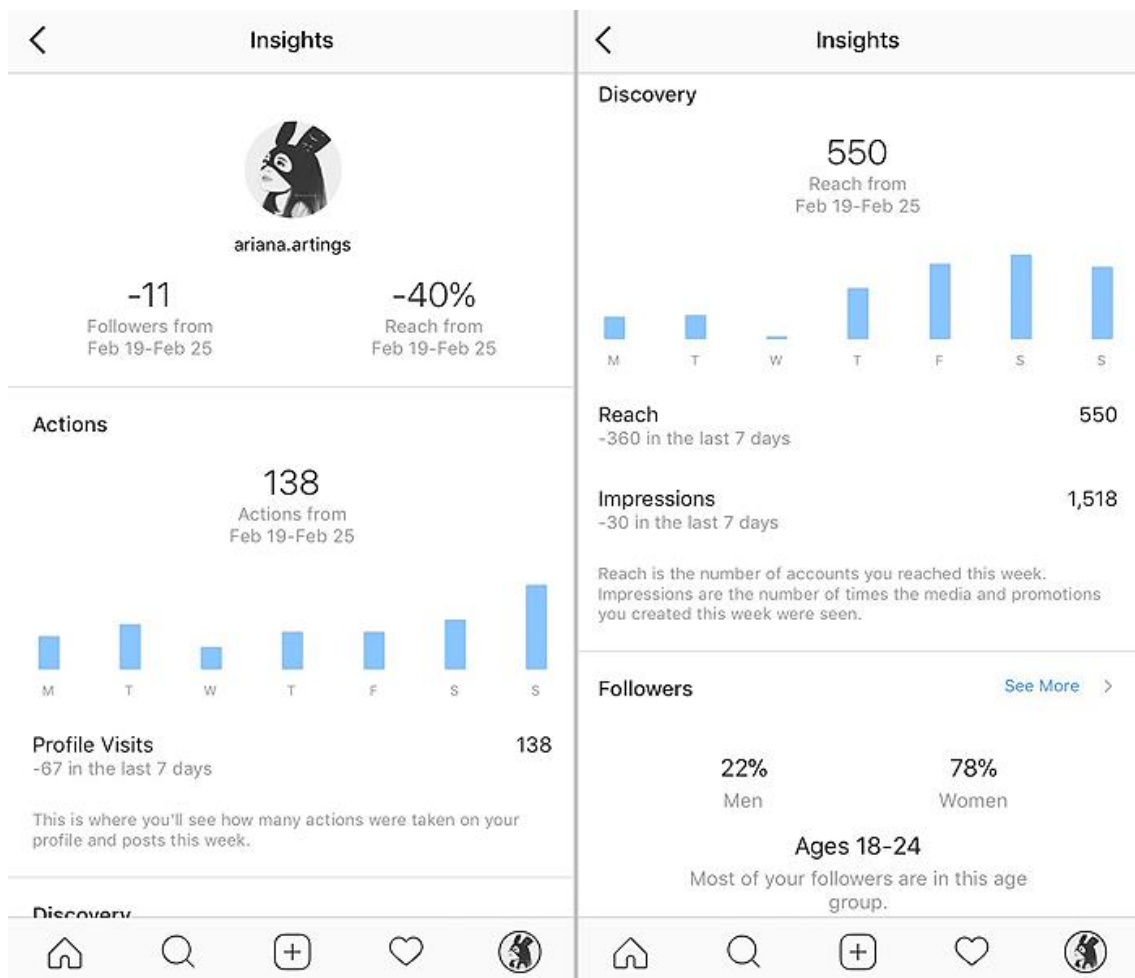 Insights
ariana.artings
-11
Followers from
Feb 19-Feb 25
-40%
Reach from
Feb 19-Feb 25
Actions
138
Actions from
Feb 19-Feb 25
M T W T F S S
Profile Visits 138
-67 in the last 7 days
This is where you'll see how many actions were taken on your
profile and posts this week.
Discovery
Insights
Discovery
550
Reach from
Feb 19-Feb 25
M T W T F S S
Reach 550
-360 in the last 7 days
Impressions 1,518
-30 in the last 7 days
Reach is the number of accounts you reached this week.
Impressions are the number of times the media and promotions
you created this week were seen.
Followers See More >
22% 78%
Men Women
Ages 18-24
Most of your followers are in this age
group.